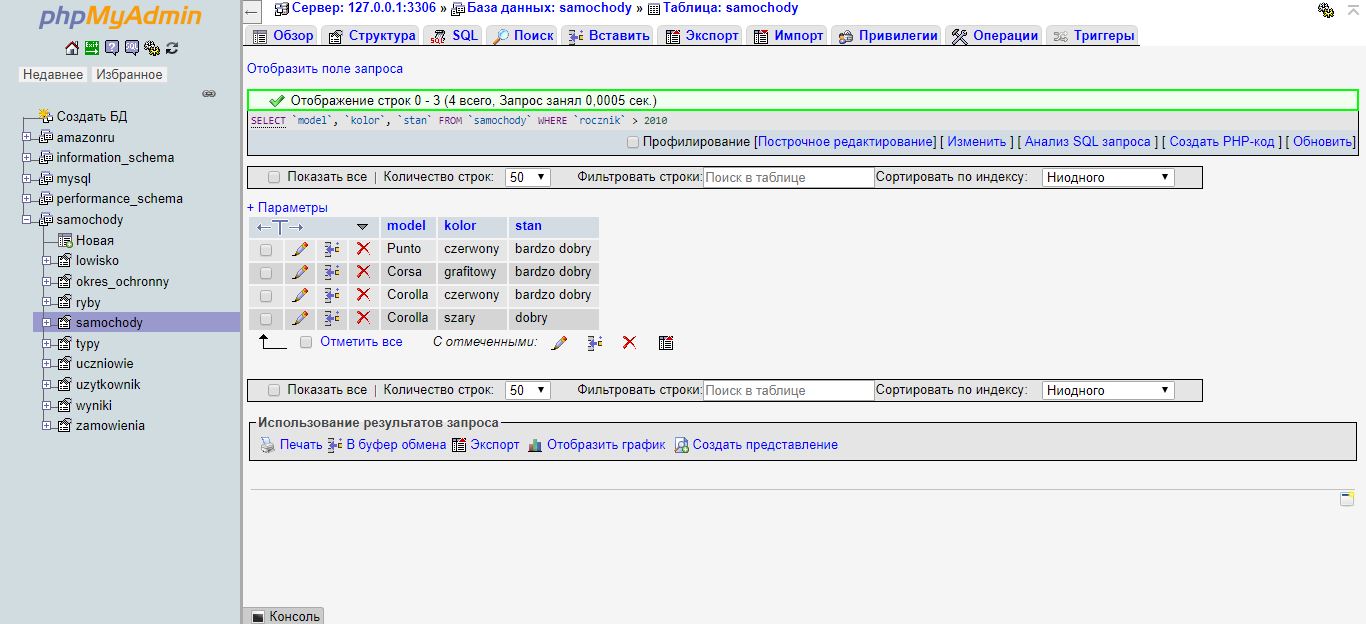 phpMyAdmin
Недавнее Избранное
Создать БД
amazonru
information_schema
mysql
performance_schema
samochody
Новая
lowisko
okres_ochronny
ryby
samochody
typy
uczniowie
uzytkownik
wyniki
zamowienia
Сервер: 127.0.0.1:3306 » База данных: samochody » Таблица: samochody
Обзор Структура SQL Поиск Вставить Экспорт Импорт Привилегии Операции Триггеры
Отобразить поле запроса
Отображение строк 0 - 3 (4 всего, Запрос занял 0,0005 сек.)
SELECT `model`, `kolor`, `stan` FROM `samochody` WHERE `rocznik` > 2010
Профилирование [Построчное редактирование] [ Изменить ] [ Анализ SQL запроса ] [ Создать PHP-код ] [ Обновить]
Показать все | Количество строк: 50 Фильтровать строки: Поиск в таблице Сортировать по индексу: Ниодного
+ Параметры
model kolor stan
Punto czerwony bardzo dobry
Corsa grafitowy bardzo dobry
Corolla czerwony bardzo dobry
Corolla szary dobry
Отметить все С отмеченными:
Показать все | Количество строк: 50 Фильтровать строки: Поиск в таблице Сортировать по индексу: Ниодного
Использование результатов запроса
Печать В буфер обмена Экспорт Отобразить график Создать представление
Консоль